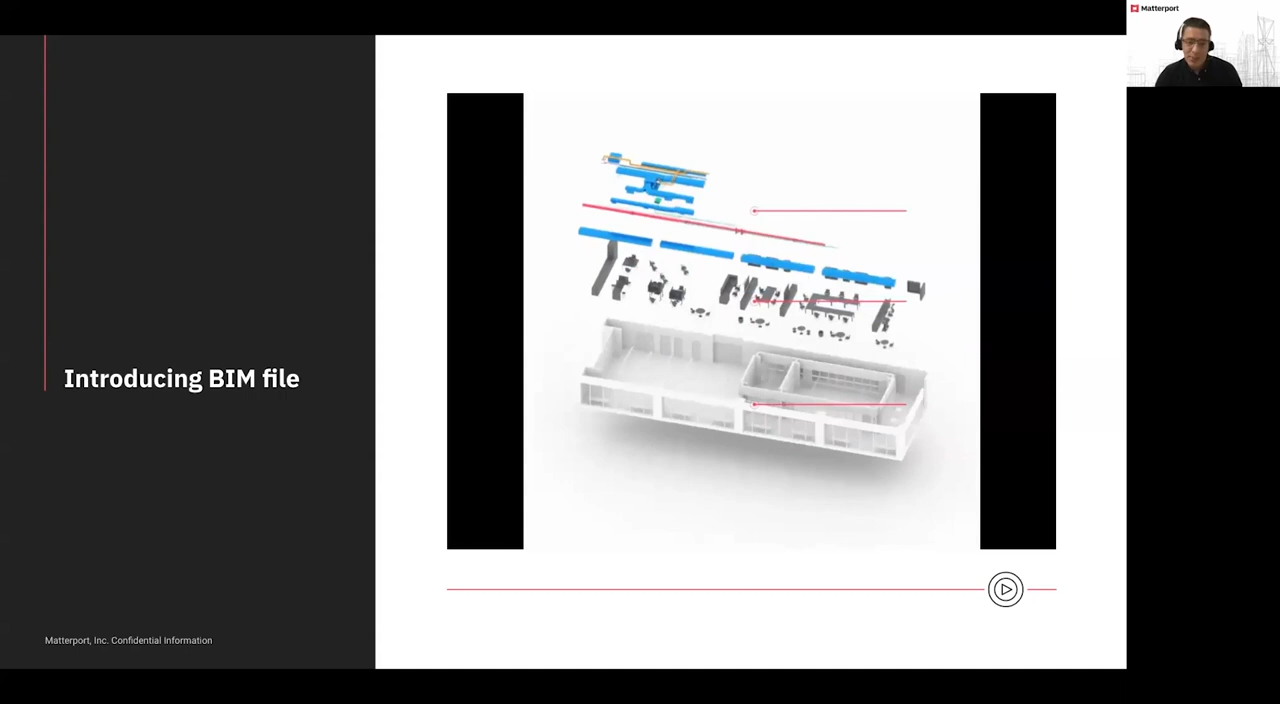 Matterport
Introducing BIM file
Matterport, Inc. Confidential Information